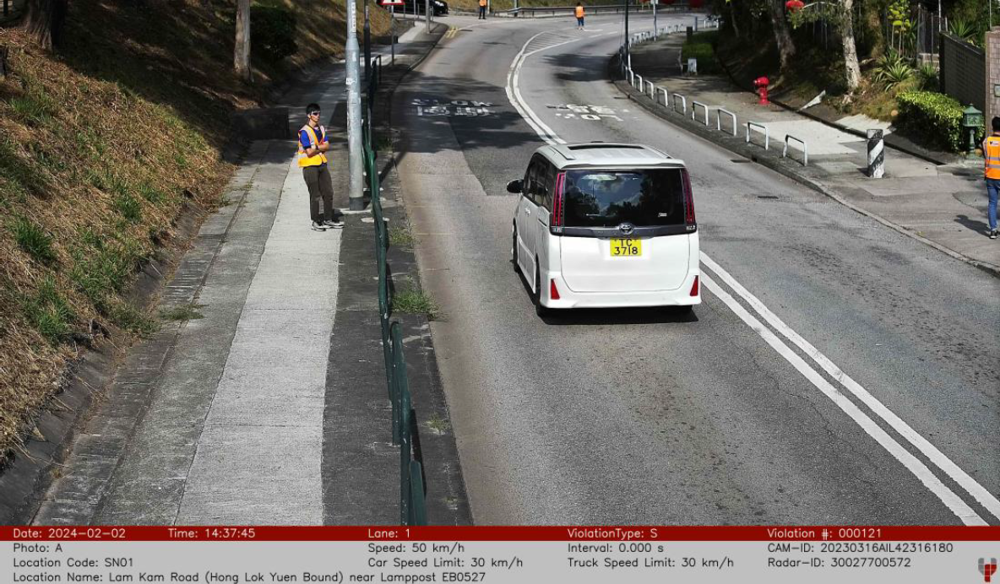 TC
3718
Date: 2024-02-02 Time: 14:37:45 Lane: 1 ViolationType: S Violation #: 000121
Photo: A Speed: 50 km/h Interval: 0.000 s CAM-ID: 20230316AIL42316180
Location Code: SN01 Car Speed Limit: 30 km/h Truck Speed Limit: 30 km/h Radar-ID: 30027700572
Location Name: Lam Kam Road (Hong Lok Yuen Bound) near Lamppost EB0527